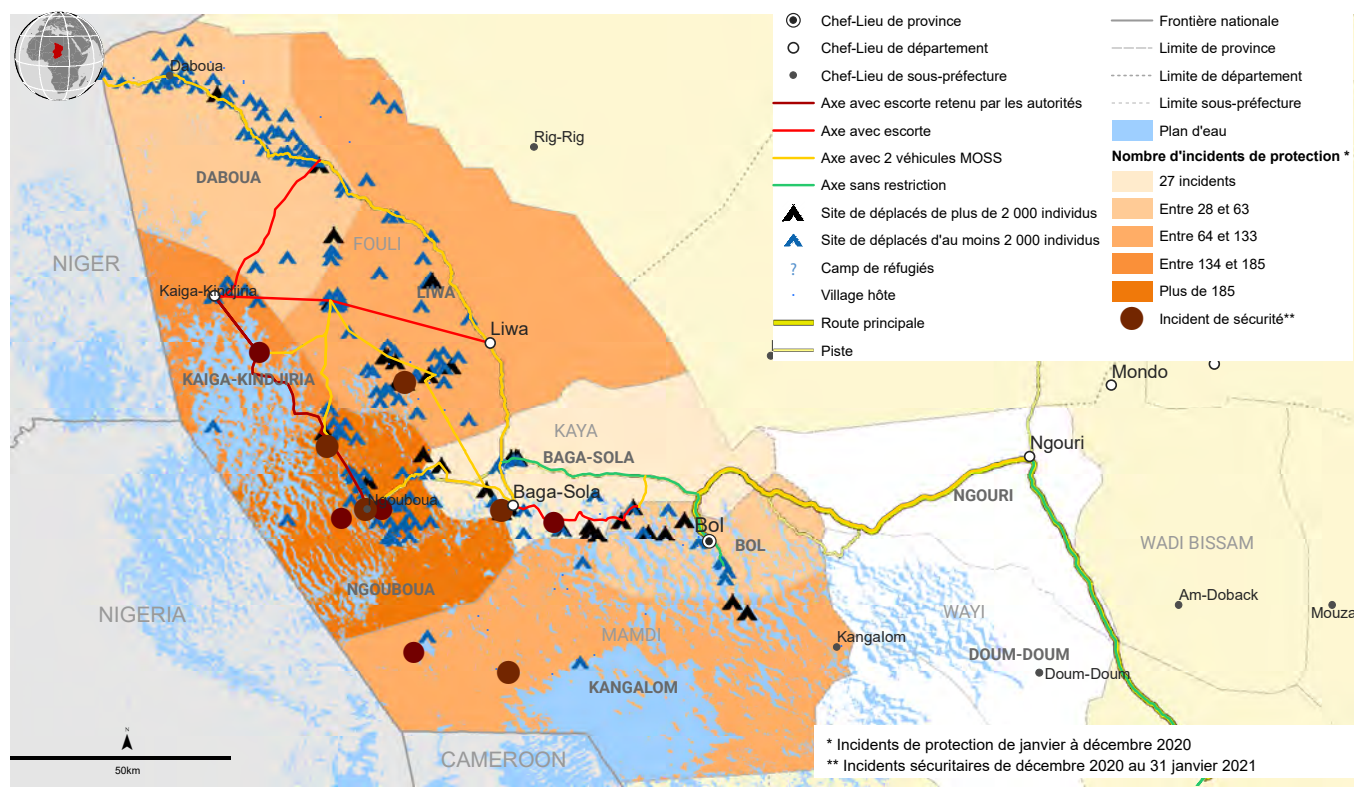 Chef-Lieu de province
Chef-Lieu de département
Chef-Lieu de sous-préfecture
Axe avec escorte retenu par les autorités
Axe avec escorte
Axe avec 2 véhicules MOSS
Axe sans restriction
Site de déplacés de plus de 2 000 individus
Site de déplacés d'au moins 2 000 individus
? Camp de réfugiés
Village hôte
Route principale
Piste
Frontière nationale
Limite de province
Limite de département
Limite sous-préfecture
Plan d'eau
Nombre d'incidents de protection *
27 incidents
Entre 28 et 63
Entre 64 et 133
Entre 134 et 185
Plus de 185
Incident de sécurité**
Daboua
Rig-Rig
DABOUA
FOULI
NIGER
Kaiga-Kindjiria
LIWA
Liwa
KAIGA-KINDJIRIA
Mondo
KAYA
BAGA-SOLA
Ngouri
NGOURI
Baga-Sola
Ngouboua
Bol
BOL
WADI BISSAM
NGOUBOUA
Am-Doback
Mouza
NIGERIA
WAYI
MAMDI
Kangalom
DOUM-DOUM
Doum-Doum
KANGALOM
CAMEROON
N
50km
* Incidents de protection de janvier à décembre 2020
** Incidents sécuritaires de décembre 2020 au 31 janvier 2021